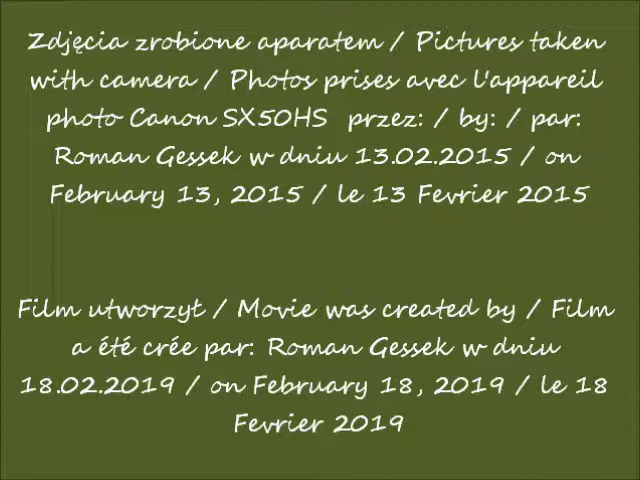 Zdjęcia zrobione aparatem / Pictures taken
with camera / Photos prises avec l'appareil
photo Canon SX50HS przez: / by: / par:
Roman Gessek w dniu 13.02.2015 / on
February 13, 2015 / le 13 Fevrier 2015
Film utworzył / Movie was created by / Film
a été crée par: Roman Gessek w dniu
18.02.2019 / on February 18, 2019 / le 18
Fevrier 2019